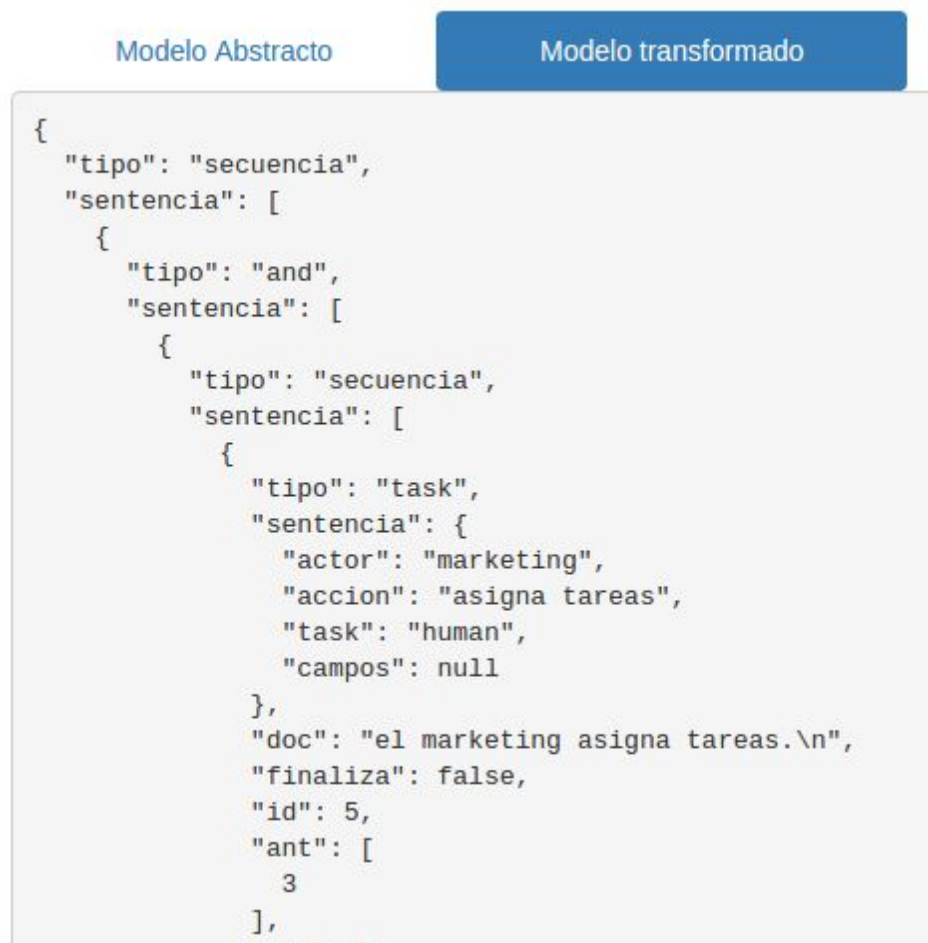 Modelo Abstracto Modelo transformado
{
  "tipo": "secuencia",
  "sentencia": [
    {
      "tipo": "and",
      "sentencia": [
        {
          "tipo": "secuencia",
          "sentencia": [
            {
              "tipo": "task",
              "sentencia": {
                "actor": "marketing",
                "accion": "asigna tareas",
                "task": "human",
                "campos": null
              },
              "doc": "el marketing asigna tareas.\n",
              "finaliza": false,
              "id": 5,
              "ant": [
                3
              ],